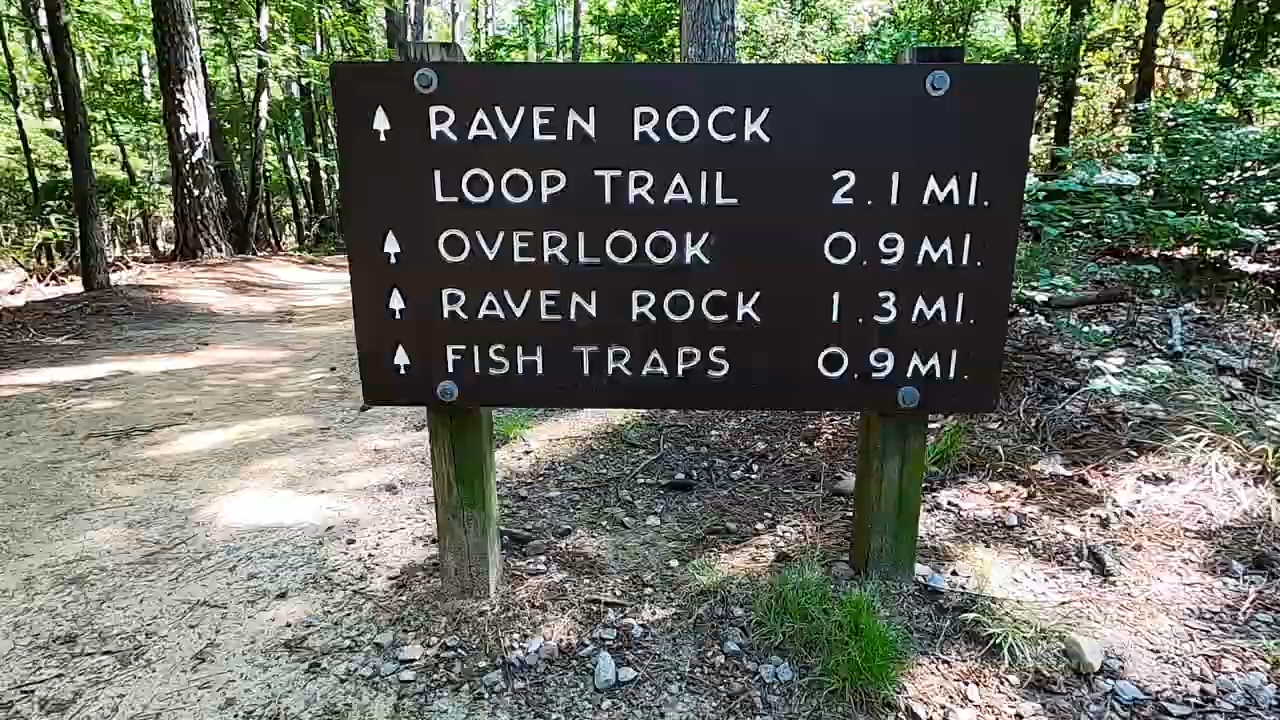 RAVEN ROCK
LOOP TRAIL 2.1 MI.
OVERLOOK 0.9 MI.
RAVEN ROCK 1.3 MI.
FISH TRAPS 0.9 MI.